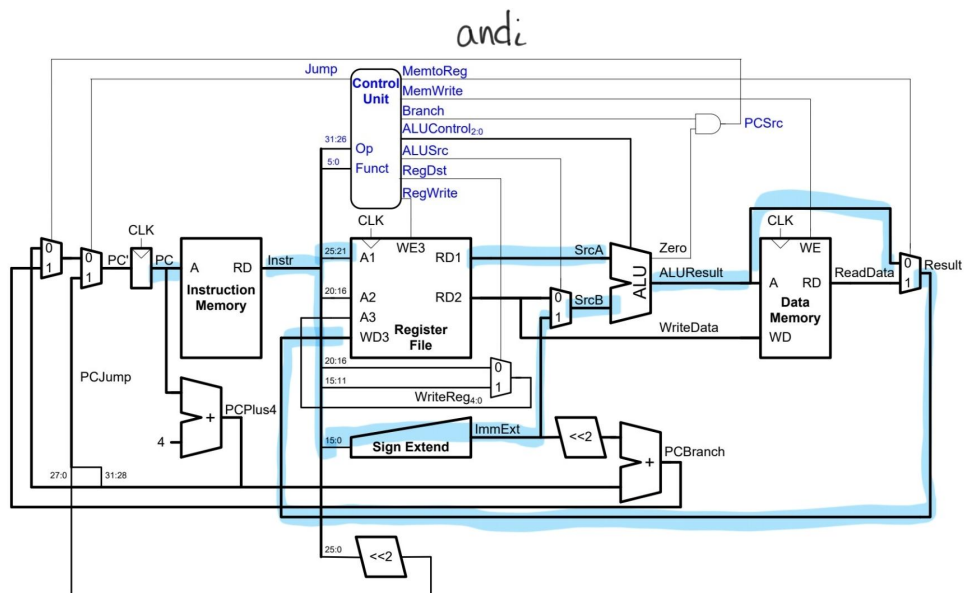 andi
Jump
Control
Unit
MemtoReg
MemWrite
Branch
ALUControl2:0
ALUSrc
RegDst
RegWrite
PCSrc
31:26
Op
5:0
Funct
CLK
CLK
CLK
0
1
0
1
PC'
PC
A
RD
Instruction
Memory
Instr
25:21
A1
WE3
RD1
20:16
A2
RD2
A3
WD3
Register
File
SrcA
0
1
SrcB
ALU
Zero
ALUResult
WriteData
WE
A
RD
Data
Memory
WD
ReadData
0
1
Result
20:16
15:11
0
1
WriteReg4:0
PCJump
4
+
PCPlus4
15:0
Sign Extend
ImmExt
<<2
+
PCBranch
27:0
31:28
25:0
<<2